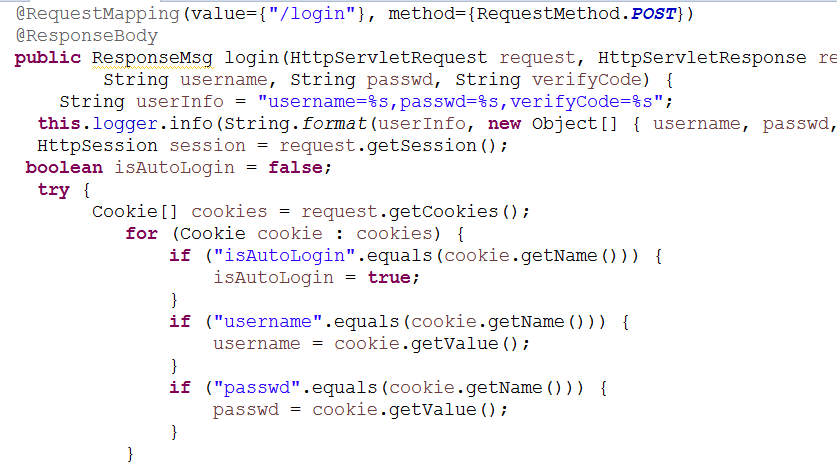 @RequestMapping(value={"/login"}, method={RequestMethod.POST})
@ResponseBody
public ResponseMsg login(HttpServletRequest request, HttpServletResponse re
String username, String passwd, String verifyCode) {
String userInfo = "username=%s,passwd=%s,verifyCode=%s";
this.logger.info(String.format(userInfo, new Object[] { username, passwd,
HttpSession session = request.getSession();
boolean isAutoLogin = false;
try {
Cookie[] cookies = request.getCookies();
for (Cookie cookie : cookies) {
if ("isAutoLogin".equals(cookie.getName())) {
isAutoLogin = true;
}
if ("username".equals(cookie.getName())) {
username = cookie.getValue();
}
if ("passwd".equals(cookie.getName())) {
passwd = cookie.getValue();
}
}